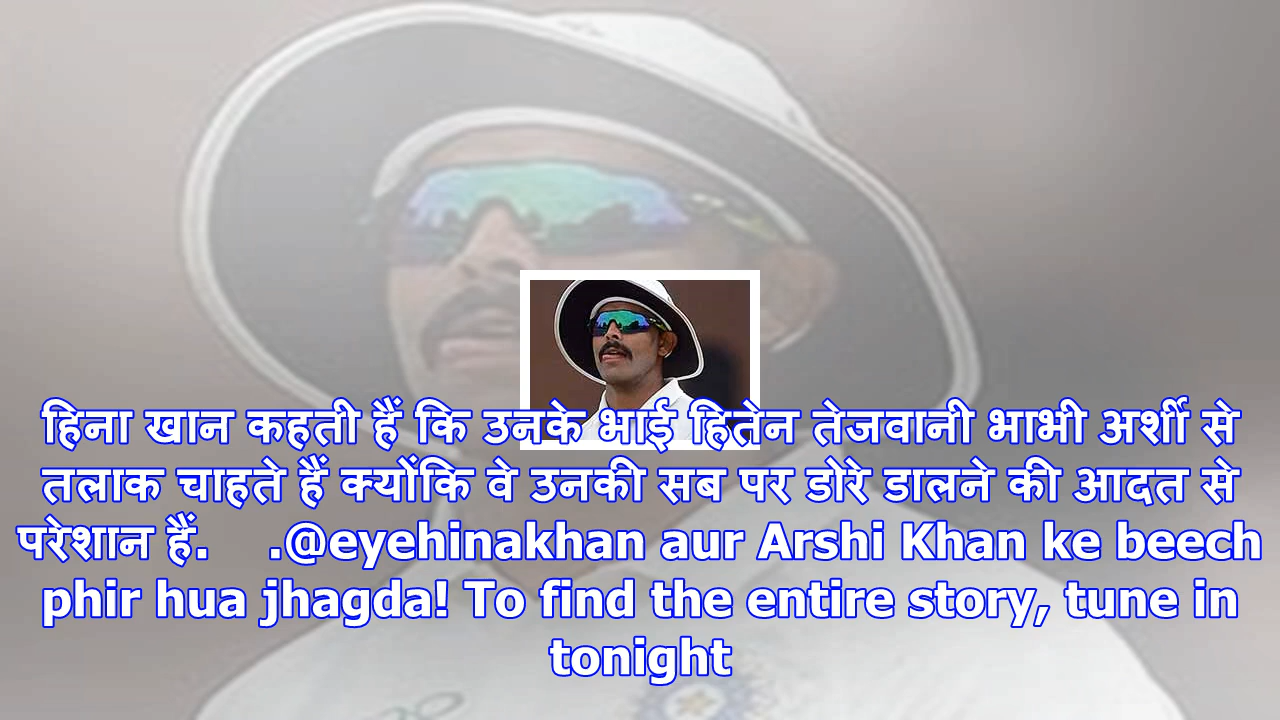 हिना खान कहती हैं कि उनके भाई हितेन तेजवानी भाभी अर्शी से
तलाक चाहते हैं क्योंकि वे उनकी सब पर डोरे डालने की आदत से
परेशान हैं. .@eyehinakhan aur Arshi Khan ke beech
phir hua jhagda! To find the entire story, tune in
tonight